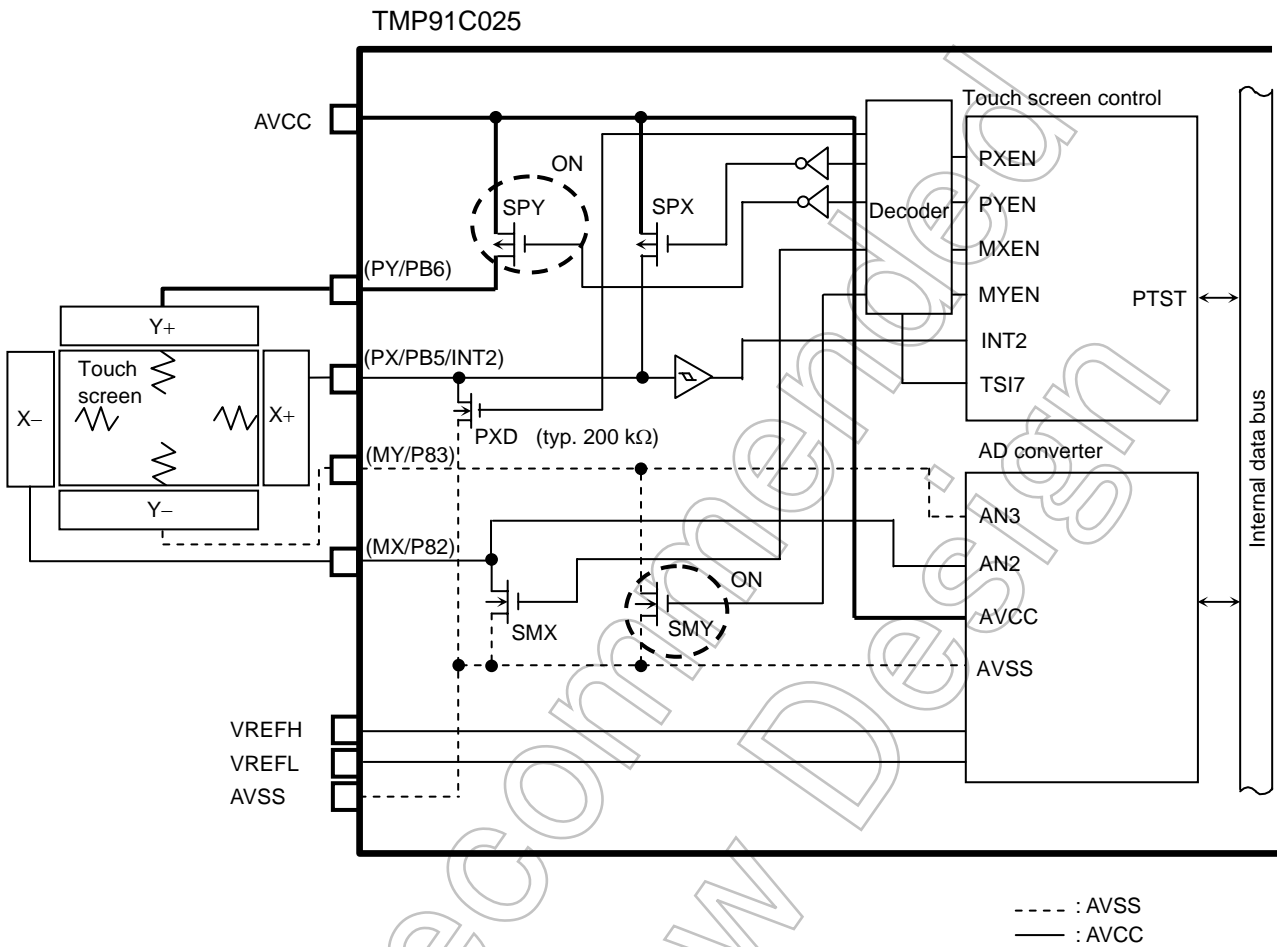 TMP91C025
AVCC
ON
SPY
SPX
Decoder
Touch screen control
PXEN
PYEN
MXEN
MYEN
PTST
INT2
TSI7
(PY/PB6)
Y+
(PX/PB5/INT2)
Touch
screen
X−
X+
PXD (typ. 200 kΩ)
(MY/P83)
Y−
(MX/P82)
SMX
ON
SMY
AD converter
AN3
AN2
AVCC
AVSS
Internal data bus
VREFH
VREFL
AVSS
: AVSS
: AVCC
ecommended
w Design